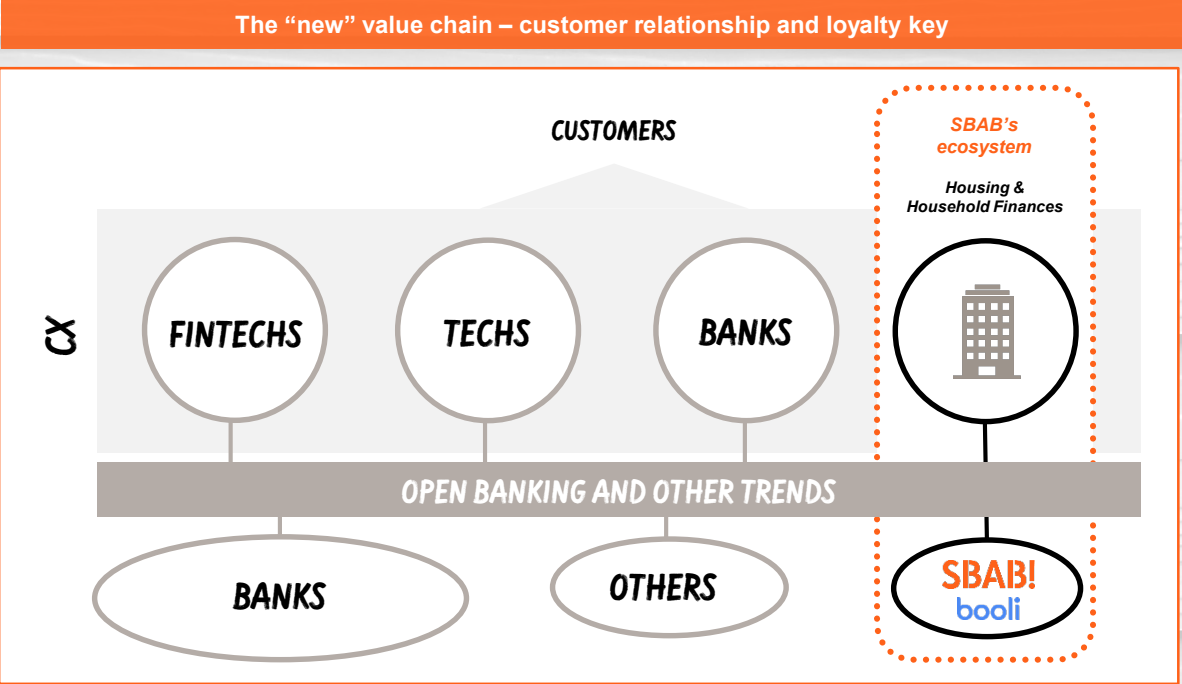 The “new” value chain – customer relationship and loyalty key
CUSTOMERS
SBAB’s
ecosystem
Housing &
Household Finances
CX
FINTECHS
TECHS
BANKS
OPEN BANKING AND OTHER TRENDS
BANKS
OTHERS
SBAB!
booli